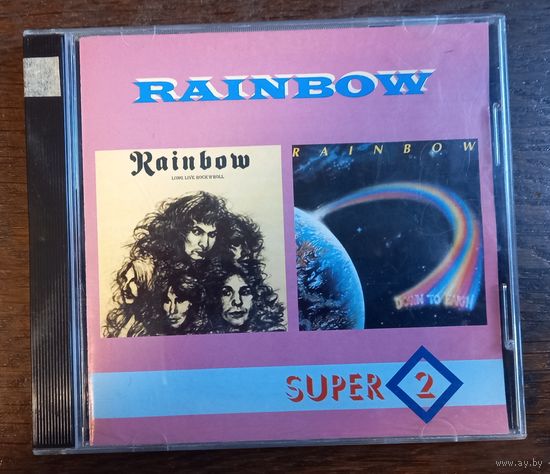 RAINBOW
Rainbow
LONG LIVE ROCK'N'ROLL
RAINBOW
DOWN TO EARTH
SUPER 2
www.ay.by